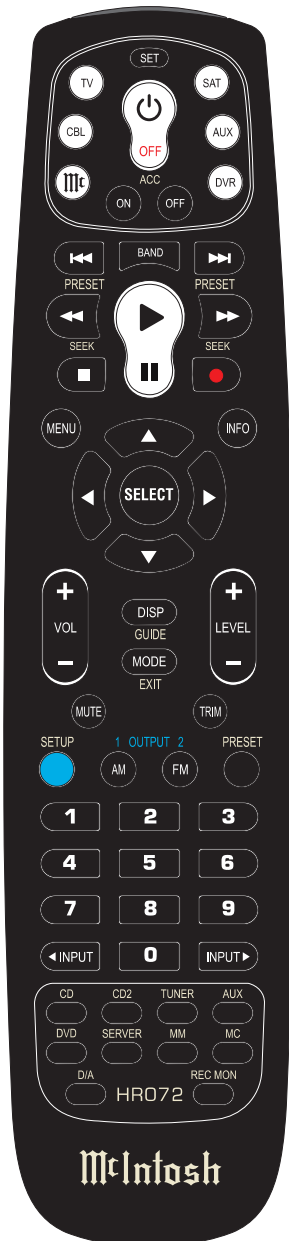 SET
TV
SAT
CBL
OFF
AUX
Mc
ACC
DVR
ON
OFF
BAND
PRESET
PRESET
SEEK
SEEK
MENU
INFO
SELECT
+
+
VOL
DISP
LEVEL
GUIDE
−
MODE
−
EXIT
MUTE
TRIM
SETUP
1 OUTPUT 2
PRESET
AM
FM
1 2 3
4 5 6
7 8 9
◀INPUT 0 INPUT▶
CD CD2 TUNER AUX
DVD SERVER MM MC
D/A
REC MON
HR072
McIntosh